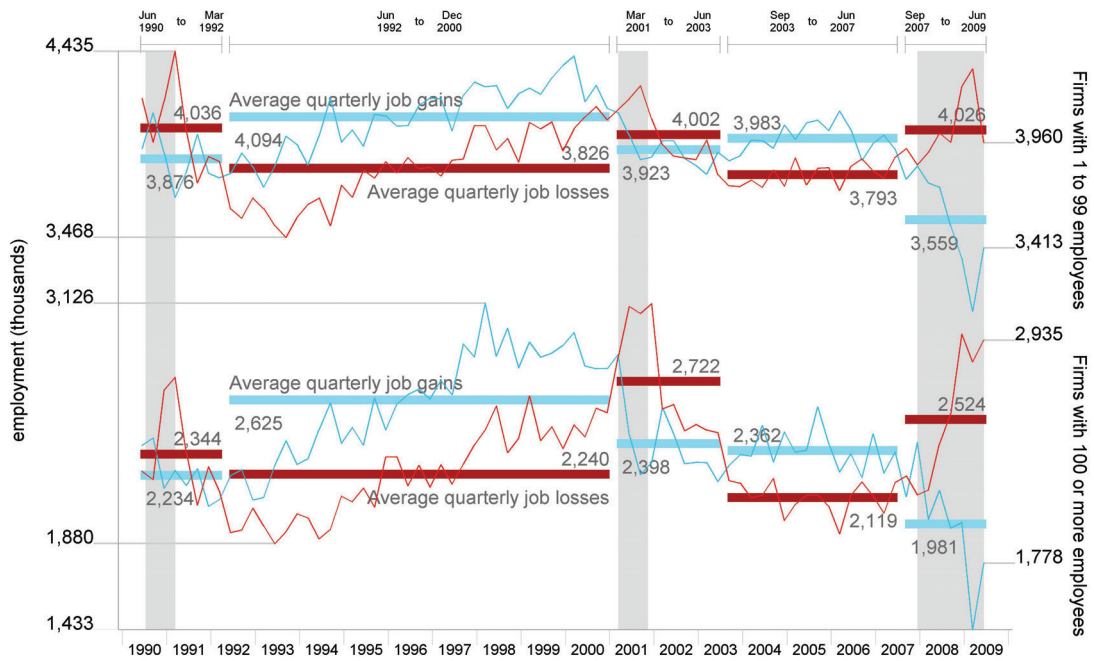 Jun to Mar
1990 1992
Jun to Dec
1992 2000
Mar to Jun
2001 2003
Sep to Jun
2003 2007
Sep to Jun
2007 2009
4,435
Average quarterly job gains
4,036
4,094
3,876
3,826
Average quarterly job losses
4,002
3,923
3,983
3,793
4,026
3,559
3,960
3,413
3,468
Firms with 1 to 99 employees
employment (thousands)
3,126
Average quarterly job gains
2,625
2,344
2,234
2,240
Average quarterly job losses
2,722
2,398
2,362
2,119
2,524
1,981
2,935
1,778
1,880
1,433
Firms with 100 or more employees
1990 1991 1992 1993 1994 1995 1996 1997 1998 1999 2000 2001 2002 2003 2004 2005 2006 2007 2008 2009